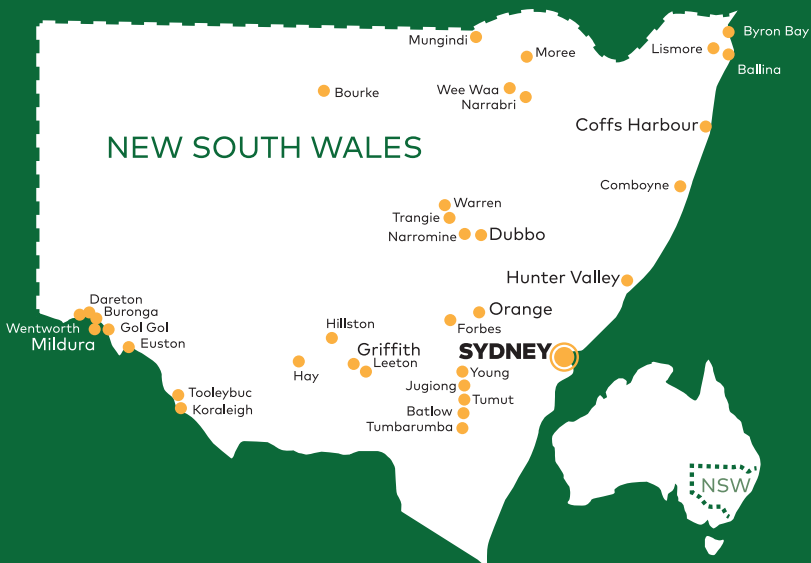 Byron Bay
Mungindi
Lismore
Moree
Ballina
Wee Waa
Bourke
Narrabri
Coffs Harbour
NEW SOUTH WALES
Comboyne
Warren
Trangie
Narromine
Dubbo
Hunter Valley
Dareton
Orange
Buronga
Hillston
Forbes
Wentworth
Gol Gol
Mildura
Euston
Griffith
SYDNEY
Leeton
Hay
Young
Jugiong
Tooleybuc
Tumut
Koraleigh
Batlow
Tumbarumba
NSW